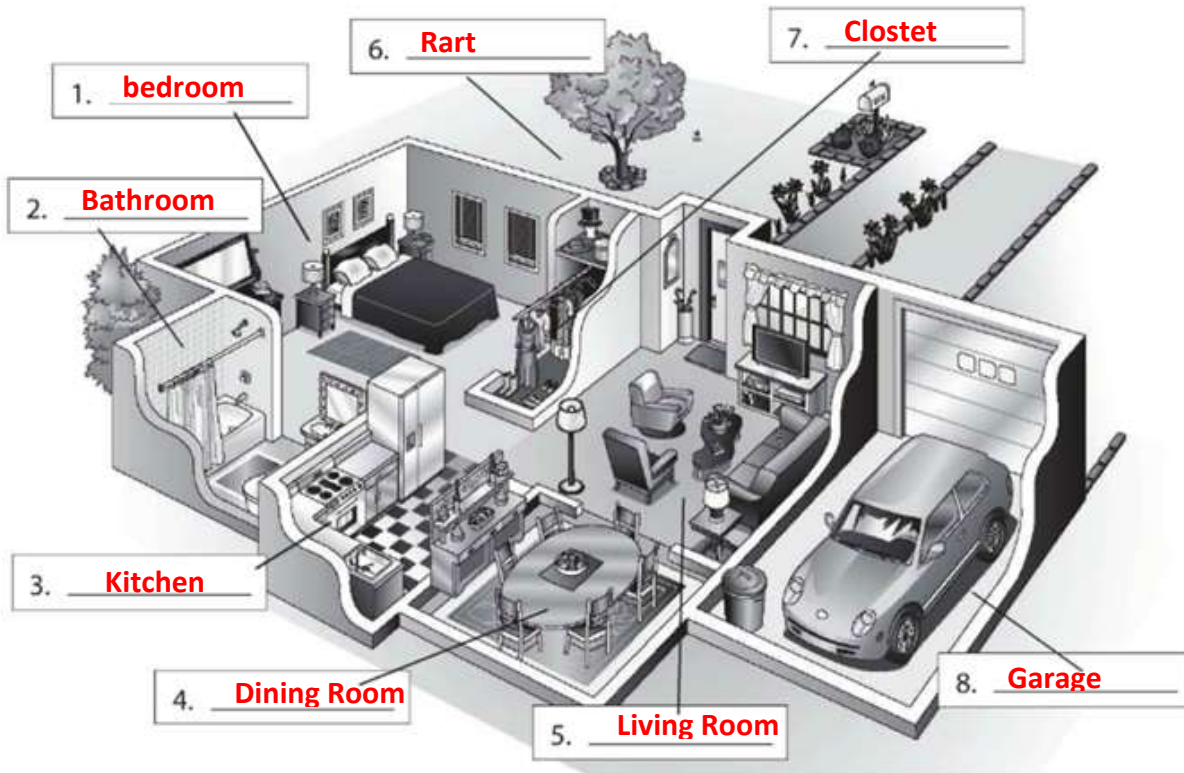 1. bedroom
2. Bathroom
3. Kitchen
4. Dining Room
5. Living Room
6. Rart
7. Clostet
8. Garage